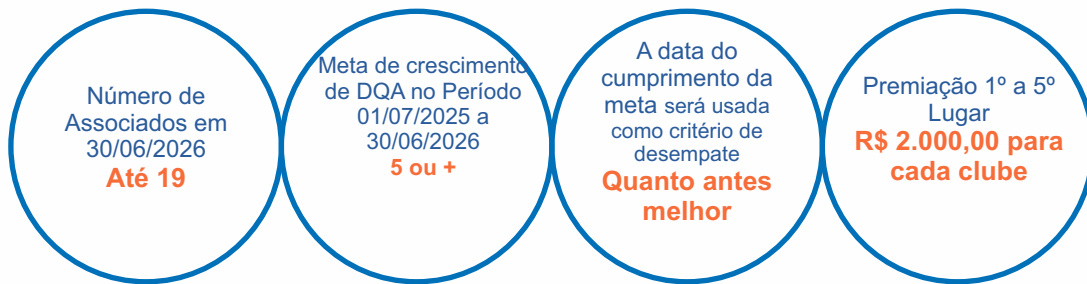 Número de
Associados em
30/06/2026
Até 19
Meta de crescimento
de DQA no Período
01/07/2025 a
30/06/2026
5 ou +
A data do
cumprimento da
meta será usada
como critério de
desempate
Quanto antes
melhor
Premiação 1º a 5º
Lugar
R$ 2.000,00 para
cada clube